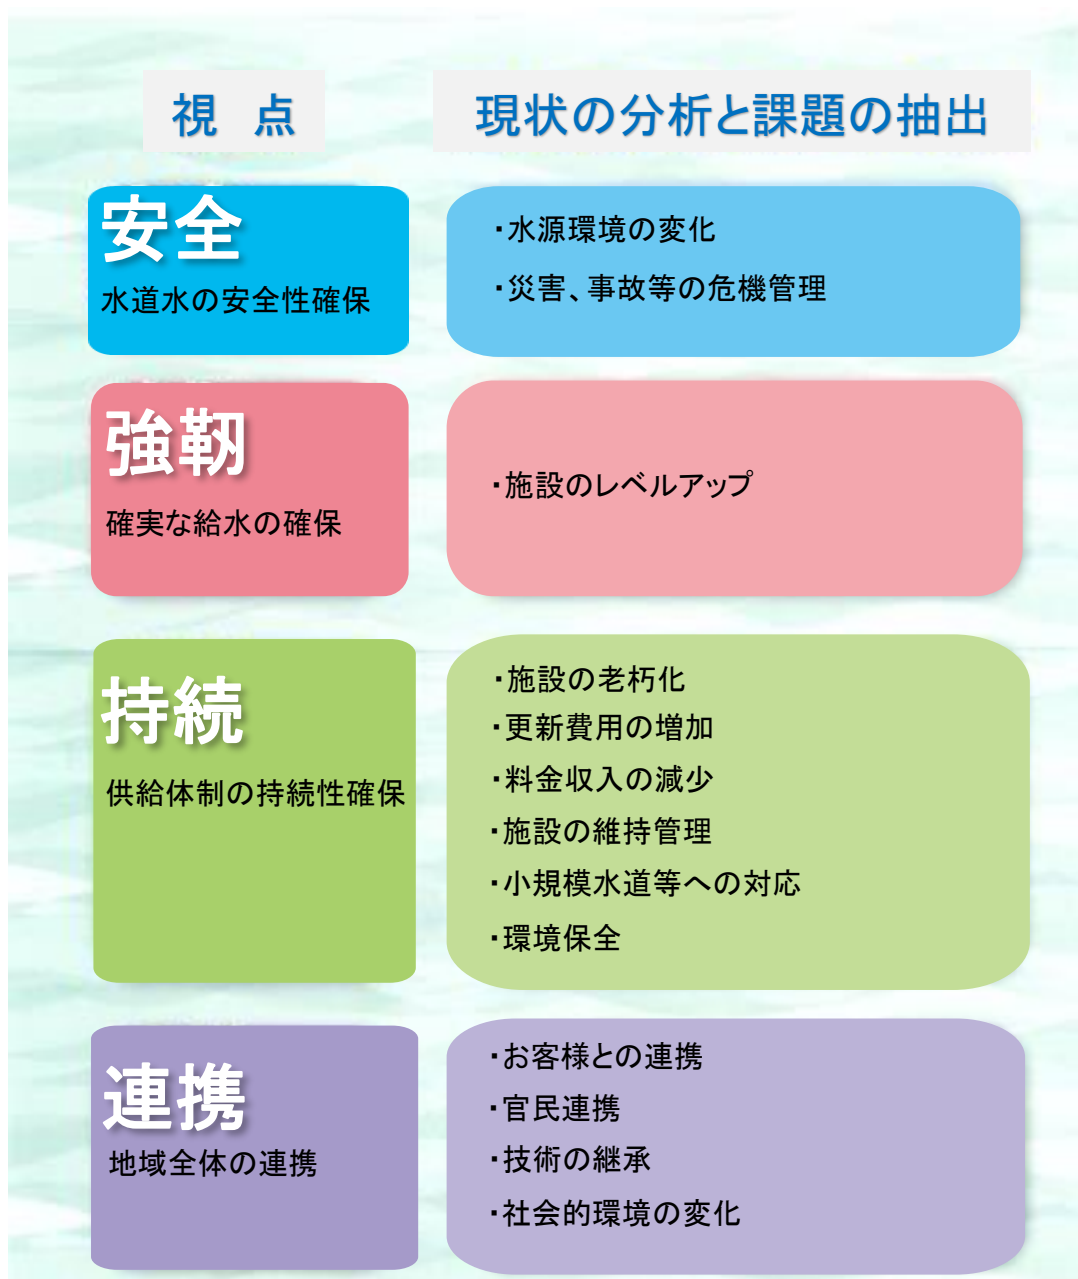 視　点
現状の分析と課題の抽出
安全
水道水の安全性確保
・水源環境の変化
・災害、事故等の危機管理
強靭
確実な給水の確保
・施設のレベルアップ
持続
供給体制の持続性確保
・施設の老朽化
・更新費用の増加
・料金収入の減少
・施設の維持管理
・小規模水道等への対応
・環境保全
連携
地域全体の連携
・お客様との連携
・官民連携
・技術の継承
・社会的環境の変化